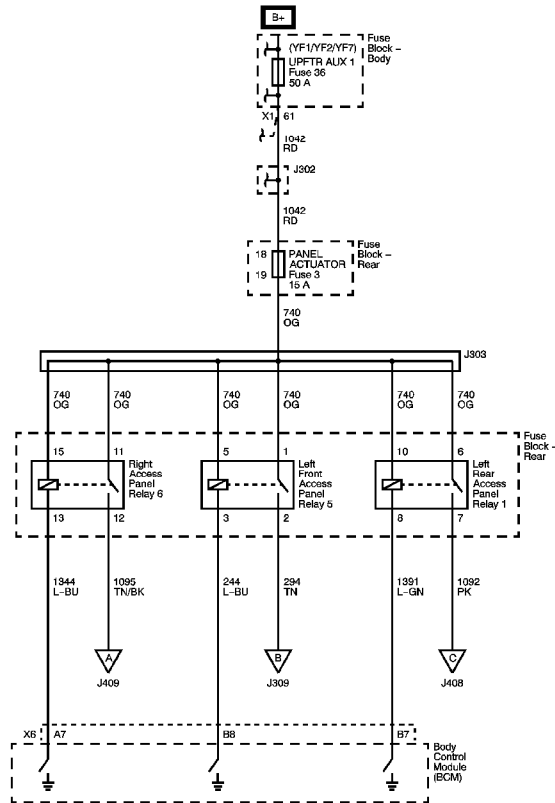 B+
(YF1/YF2/YF7)
UPFTR AUX 1
Fuse 36
50 A
Fuse
Block –
Body
X1
61
1042
RD
J302
1042
RD
18
19
PANEL
ACTUATOR
Fuse 3
15 A
Fuse
Block –
Rear
740
OG
J303
740
OG
740
OG
740
OG
740
OG
740
OG
740
OG
Fuse
Block –
Rear
15
11
5
1
10
6
Right
Access
Panel
Relay 6
Left
Front
Access
Panel
Relay 5
Left
Rear
Access
Panel
Relay 1
13
12
3
2
8
7
1344
L–BU
1095
TN/BK
244
L–BU
294
TN
1391
L–GN
1092
PK
A
J409
B
J309
C
J408
X6
A7
B8
B7
Body
Control
Module
(BCM)